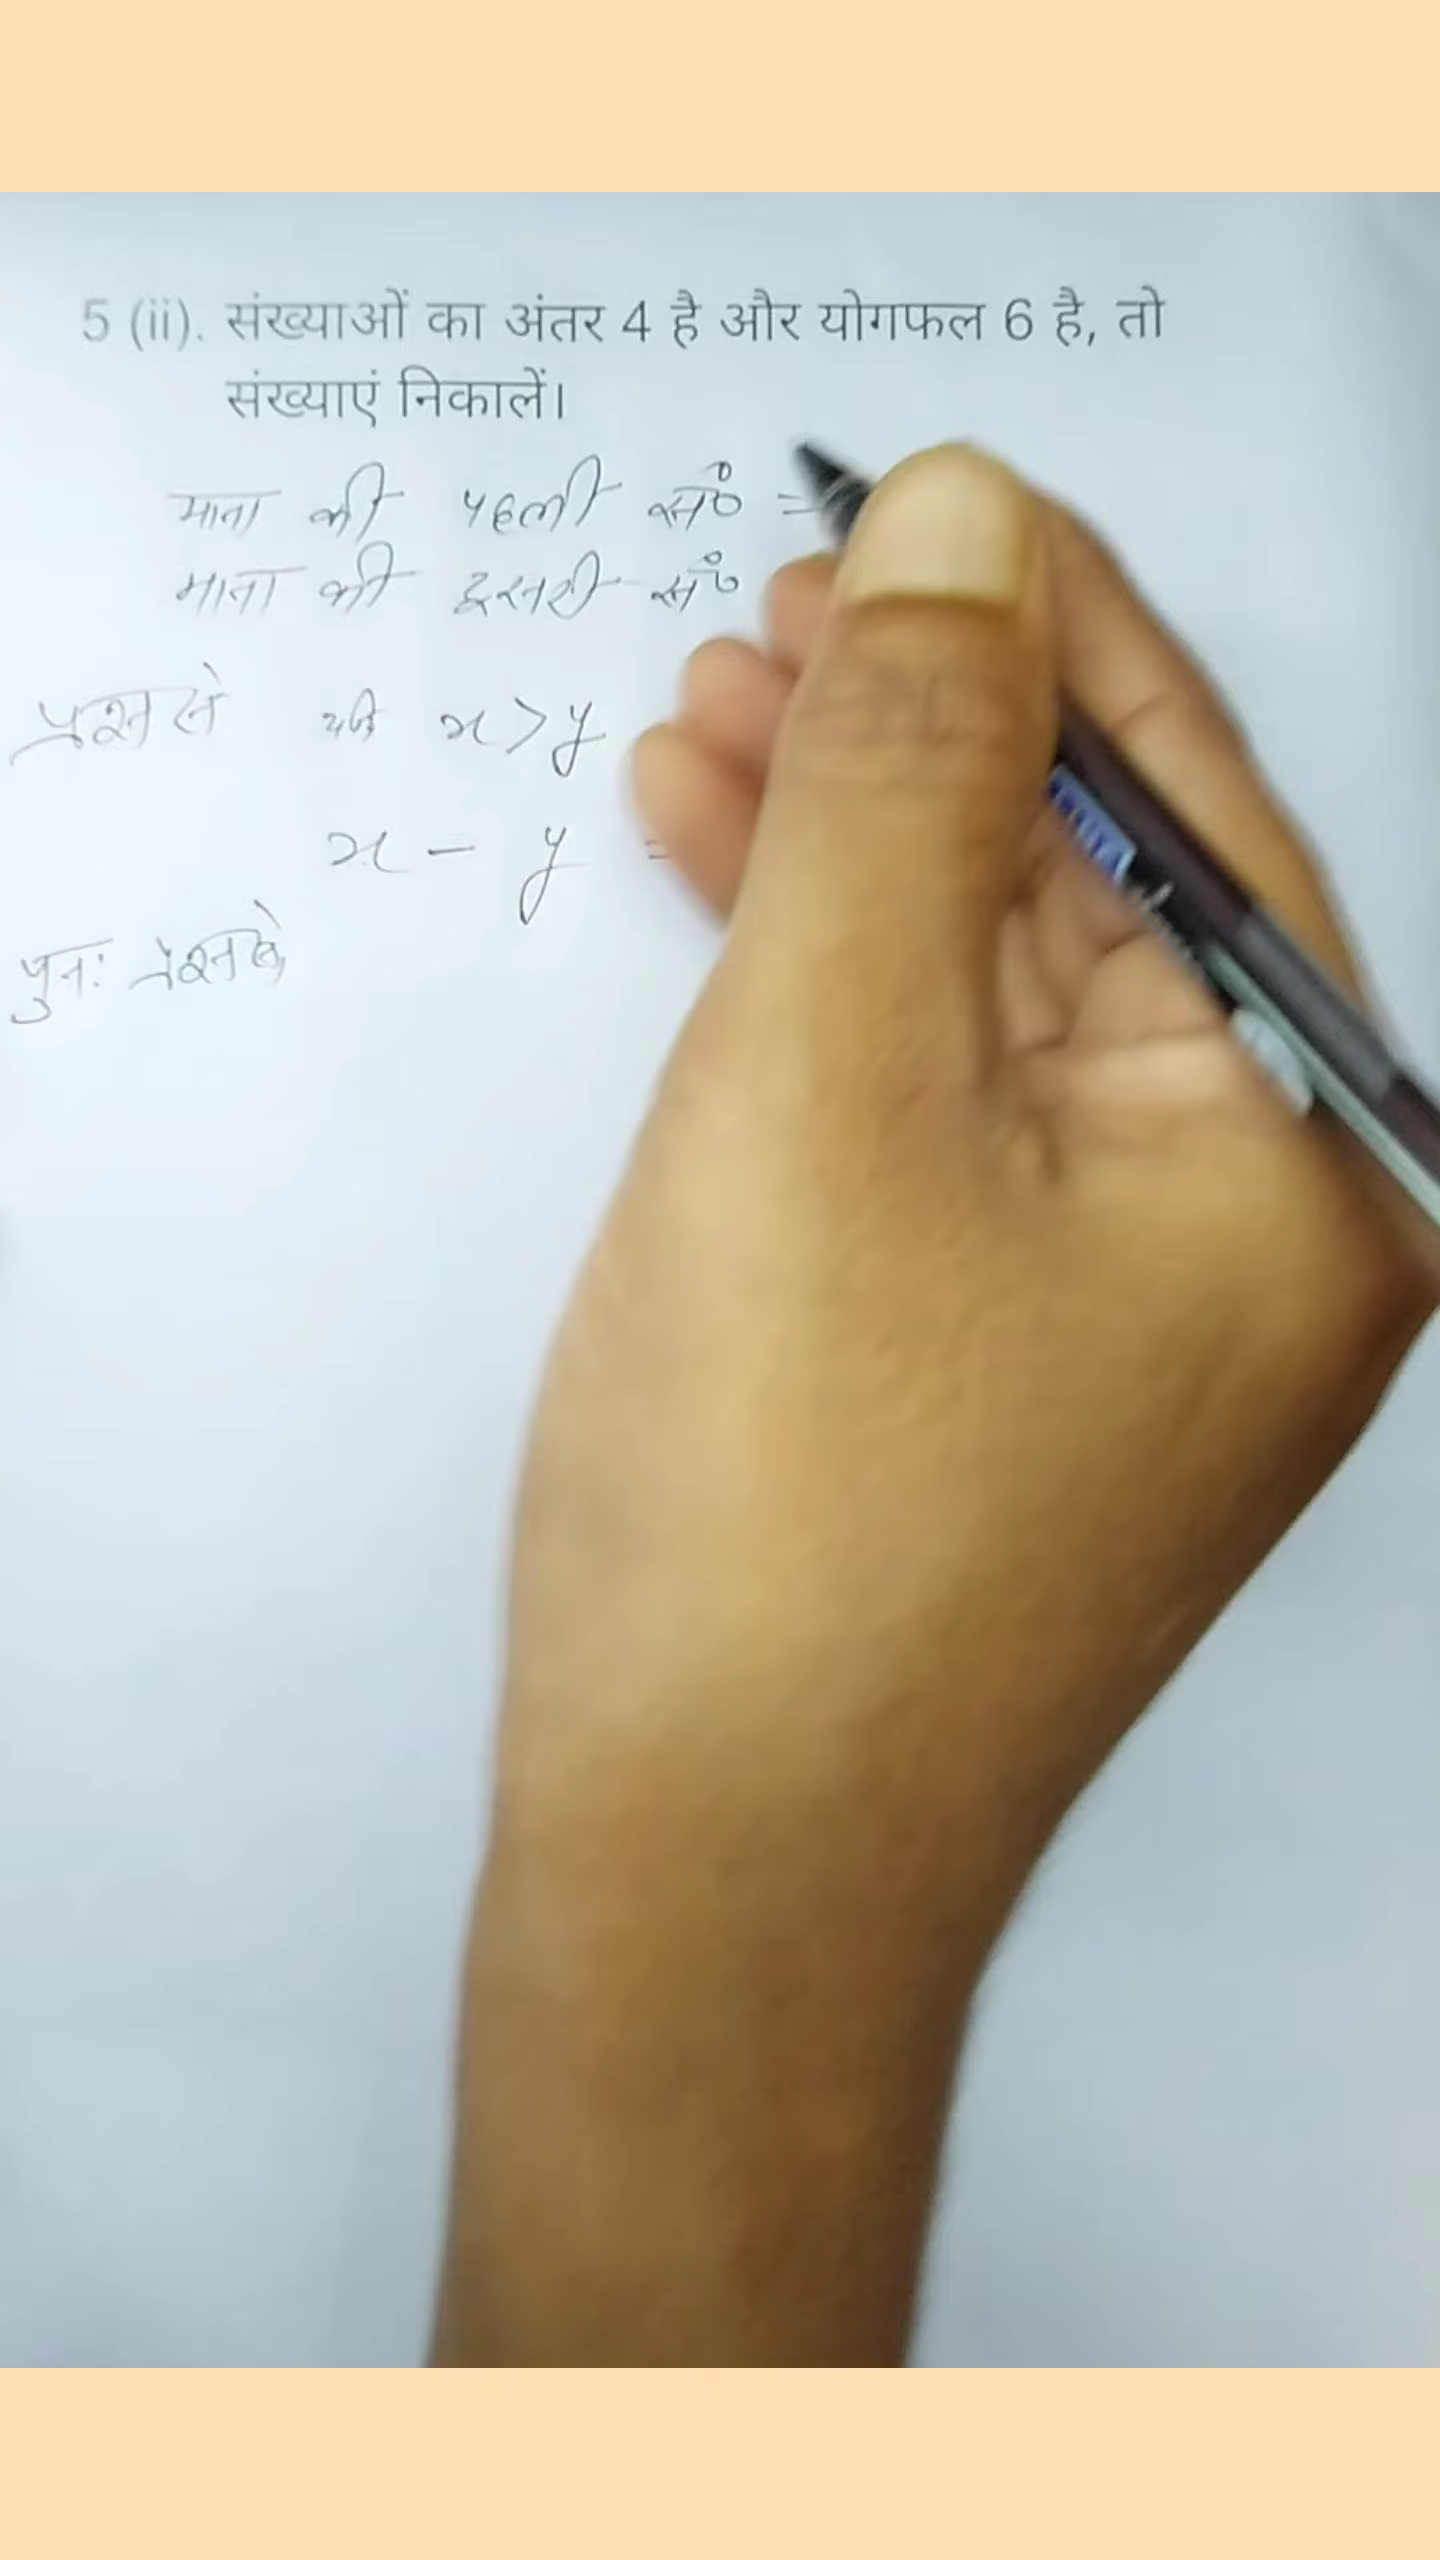 5 (ii). संख्याओं का अंतर 4 है और योगफल 6 है, तो
संख्याएं निकालें।
माना की पहली सं० =
माना की दुसरी सं०
प्रश्न से यदि x > y
x - y =
पुनः प्रश्न से